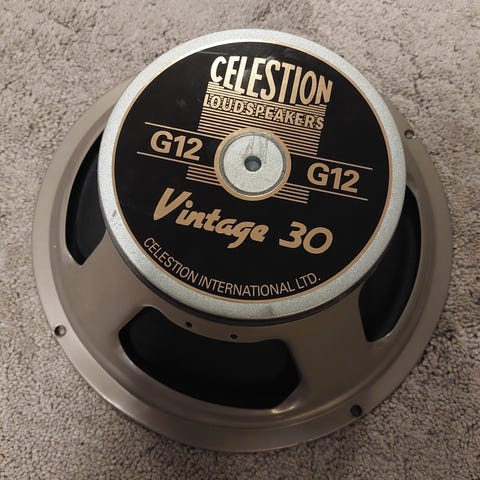 CELESTION
LOUDSPEAKERS
G12
G12
Vintage 30
CELESTION INTERNATIONAL LTD.